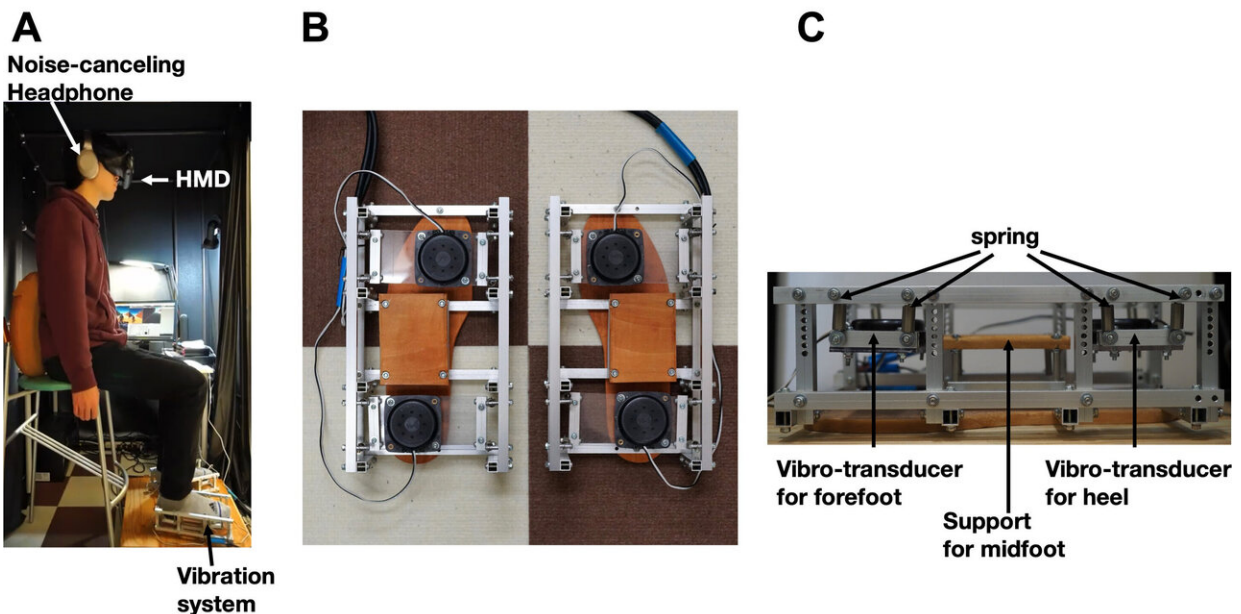 A
Noise-canceling
Headphone
HMD
Vibration
system
B
C
spring
Vibro-transducer
for forefoot
Support
for midfoot
Vibro-transducer
for heel